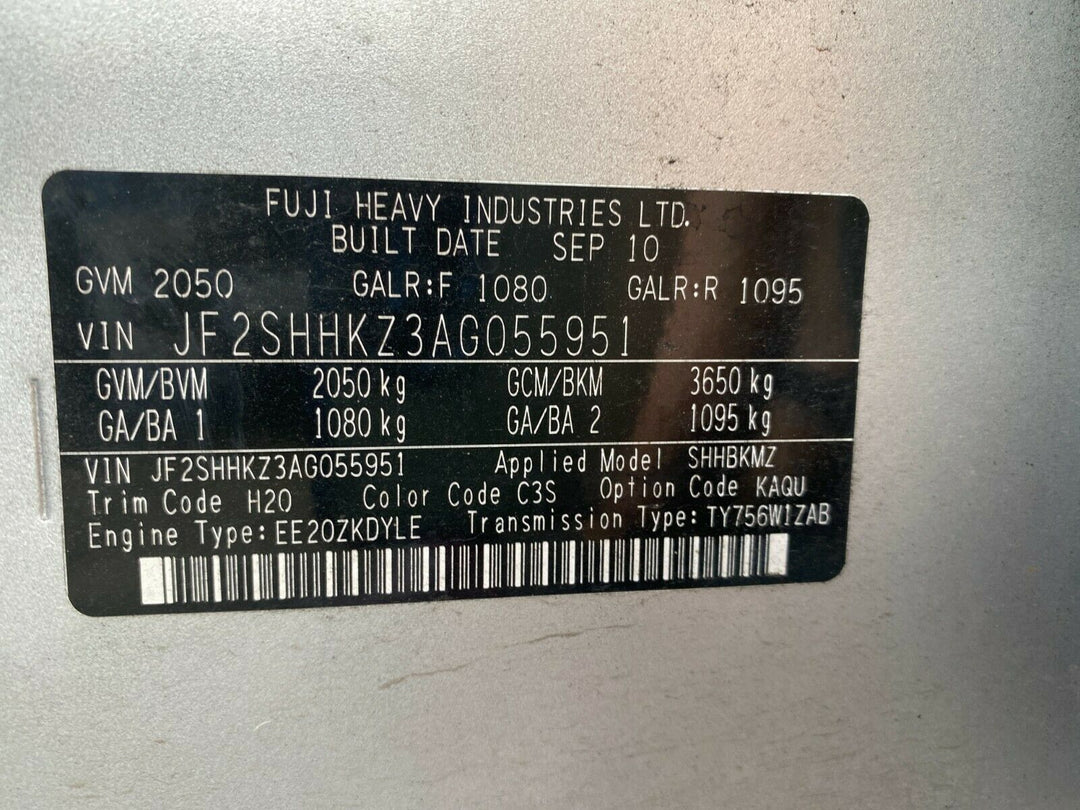 FUJI HEAVY INDUSTRIES LTD.
BUILT DATE SEP 10
GVM 2050 GALR:F 1080 GALR:R 1095
VIN JF2SHHKZ3AG055951
GVM/BVM 2050 kg GCM/BKM 3650 kg
GA/BA 1 1080 kg GA/BA 2 1095 kg
VIN JF2SHHKZ3AG055951 Applied Model SHHBKMZ
Trim Code H20 Color Code C3S Option Code KAQU
Engine Type:EE20ZKDYLE Transmission Type:TY756W1ZAB